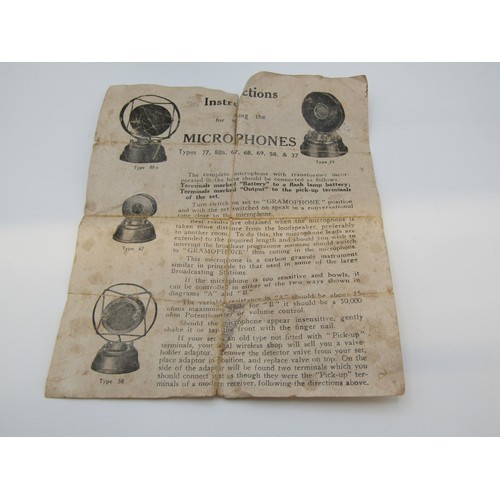 Instructions
for using the
MICROPHONES
Types 77, 88s, 67, 68, 69, 58, & 37
Type 88s
Type 77
The complete microphone with transformer incor-
porated in the base should be connected as follows:
Terminals marked "Battery" to a flash lamp battery;
Terminals marked "Output" to the pick-up terminals
of the set.
Turn switch on set to "GRAMOPHONE" position
and with the set switched on speak in a conversational
tone close to the microphone.
Type 67
Best results are obtained when the microphone is
taken some distance from the loudspeaker, preferably
in another room. To do this, the microphone leads are
extended to the required length and should you wish to
interrupt the broadcast programme someone should switch
to "GRAMOPHONE" thus cutting in the microphone.
This microphone is a carbon granule instrument
similar in principle to that used in some of the large
Broadcasting Stations.
If the microphone is too sensitive and howls, it
can be controlled in either of the two ways shown in
diagrams "A" and "B."
The variable resistance in "A" should be about 15
ohms maximum, while for "B" it should be a 50,000
ohm Potentiometer volume control.
Should the microphone appear insensitive, gently
shake it or tap the front with the finger nail.
If your set is an old type not fitted with "Pick-up"
terminals, your local wireless shop will sell you a valve-
holder adaptor. Remove the detector valve from your set,
place adaptor in position, and replace valve on top. On the
side of the adaptor will be found two terminals which you
should connect just as though they were the "Pick-up" ter-
minals of a modern receiver, following the directions above.
Type 58